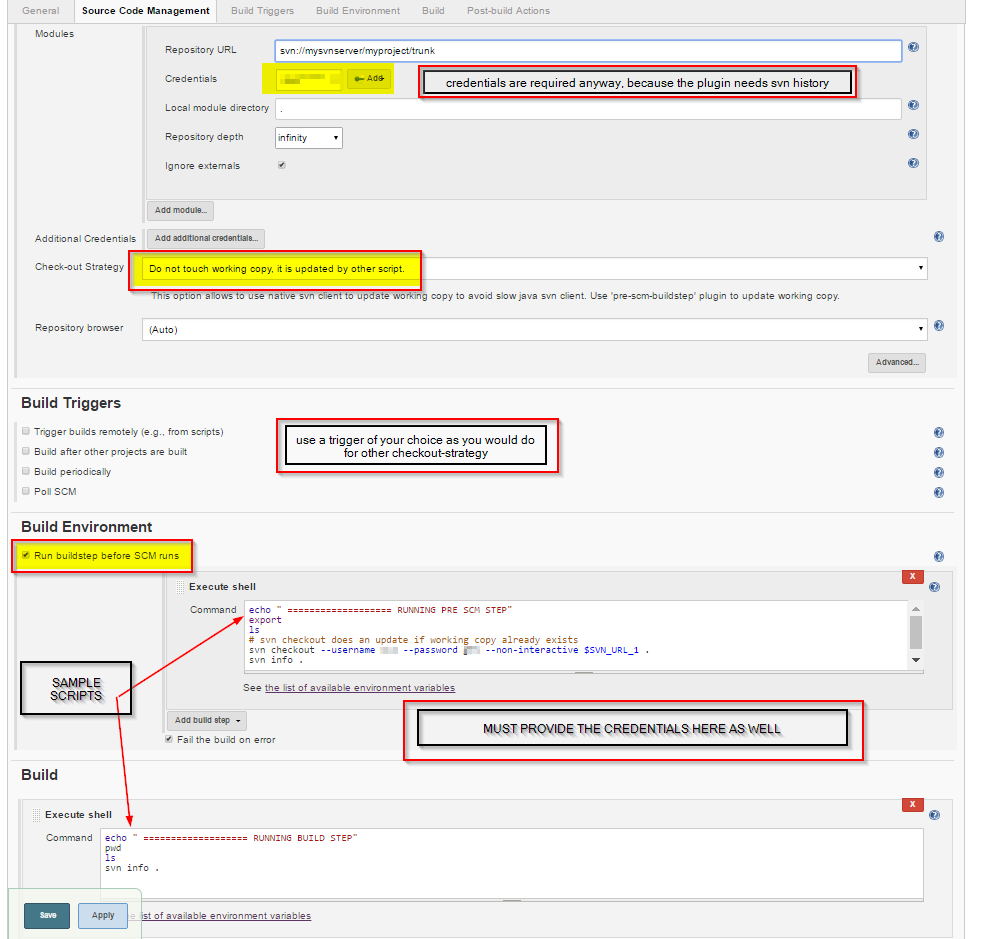 General Source Code Management Build Triggers Build Environment Build Post-build Actions
Modules
Repository URL svn://mysvnserver/myproject/trunk
Credentials Add
credentials are required anyway, because the plugin needs svn history
Local module directory .
Repository depth infinity
Ignore externals
Add module...
Additional Credentials Add additional credentials...
Check-out Strategy Do not touch working copy, it is updated by other script.
This option allows to use native svn client to update working copy to avoid slow java svn client. Use 'pre-scm-buildstep' plugin to update working copy.
Repository browser (Auto)
Advanced...
Build Triggers
Trigger builds remotely (e.g., from scripts)
Build after other projects are built
Build periodically
Poll SCM
use a trigger of your choice as you would do
for other checkout-strategy
Build Environment
Run buildstep before SCM runs
X
Execute shell
Command
echo " =================== RUNNING PRE SCM STEP"
export
ls
# svn checkout does an update if working copy already exists
svn checkout --username --password --non-interactive $SVN_URL_1 .
svn info .
See the list of available environment variables
SAMPLE
SCRIPTS
Add build step
Fail the build on error
MUST PROVIDE THE CREDENTIALS HERE AS WELL
Build
X
Execute shell
Command
echo " =================== RUNNING BUILD STEP"
pwd
ls
svn info .
list of available environment variables
Save Apply